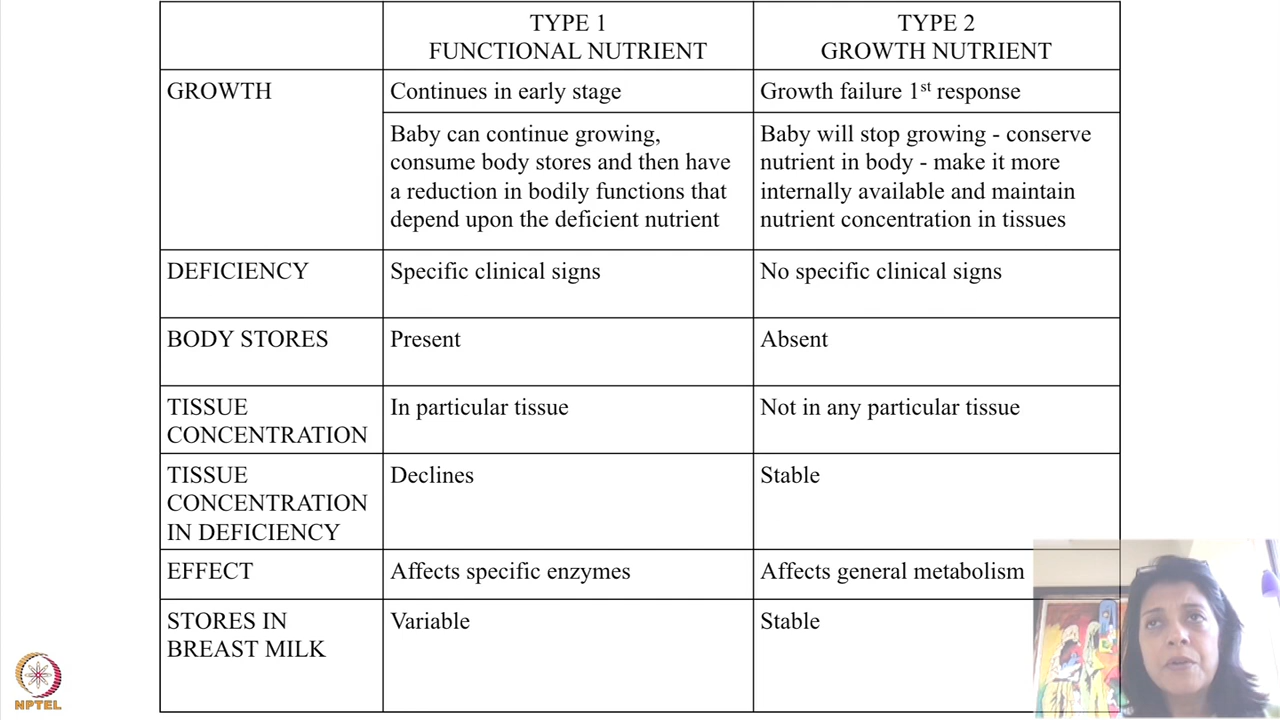 TYPE 1
FUNCTIONAL NUTRIENT
TYPE 2
GROWTH NUTRIENT
GROWTH
Continues in early stage
Growth failure 1st response
Baby can continue growing,
consume body stores and then have
a reduction in bodily functions that
depend upon the deficient nutrient
Baby will stop growing - conserve
nutrient in body - make it more
internally available and maintain
nutrient concentration in tissues
DEFICIENCY
Specific clinical signs
No specific clinical signs
BODY STORES
Present
Absent
TISSUE
CONCENTRATION
In particular tissue
Not in any particular tissue
TISSUE
CONCENTRATION
IN DEFICIENCY
Declines
Stable
EFFECT
Affects specific enzymes
Affects general metabolism
STORES IN
BREAST MILK
Variable
Stable
NPTEL